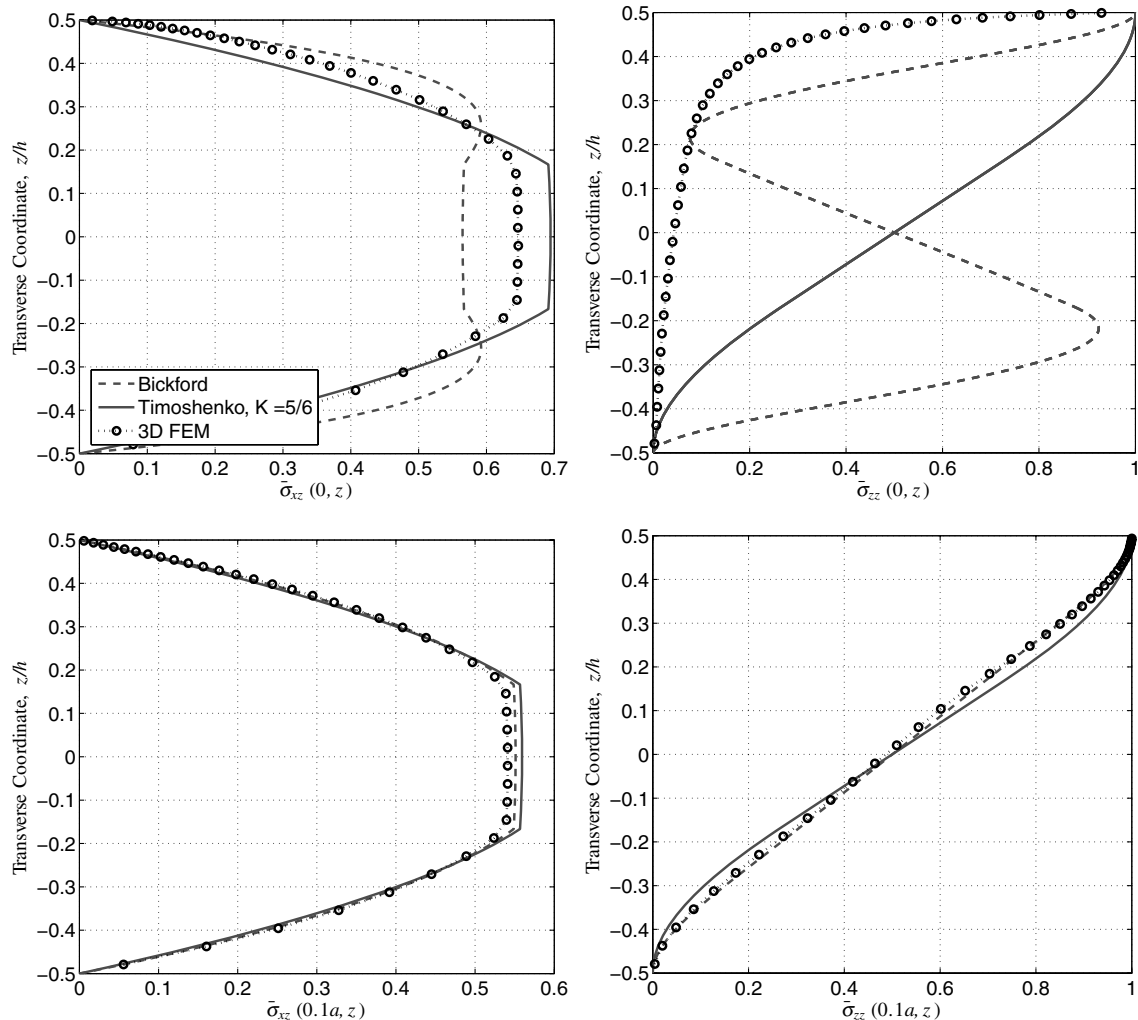 0.5
0.4
0.3
0.2
0.1
0
−0.1
−0.2
−0.3
−0.4
−0.5
Transverse Coordinate, z/h
Bickford
Timoshenko, K =5/6
3D FEM
0 0.1 0.2 0.3 0.4 0.5 0.6 0.7
σ̄xz (0, z)
0.5
0.4
0.3
0.2
0.1
0
−0.1
−0.2
−0.3
−0.4
−0.5
Transverse Coordinate, z/h
0 0.2 0.4 0.6 0.8 1
σ̄zz (0, z)
0.5
0.4
0.3
0.2
0.1
0
−0.1
−0.2
−0.3
−0.4
−0.5
Transverse Coordinate, z/h
0 0.1 0.2 0.3 0.4 0.5 0.6
σ̄xz (0.1a, z)
0.5
0.4
0.3
0.2
0.1
0
−0.1
−0.2
−0.3
−0.4
−0.5
Transverse Coordinate, z/h
0 0.2 0.4 0.6 0.8 1
σ̄zz (0.1a, z)